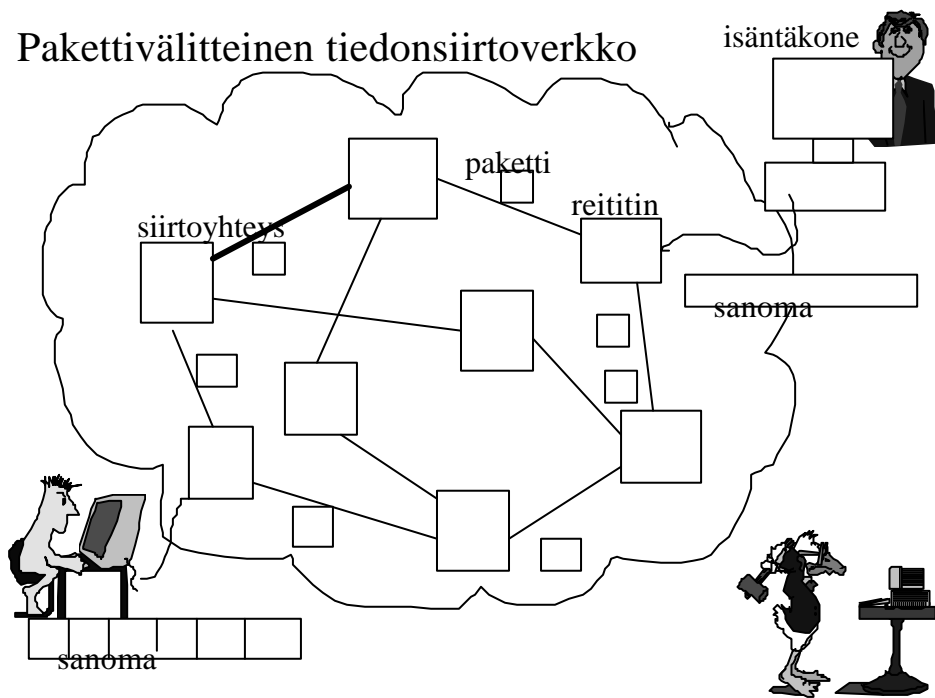 Pakettivälitteinen tiedonsiirtoverkko
isäntäkone
paketti
reititin
siirtoyhteys
sanoma
sanoma